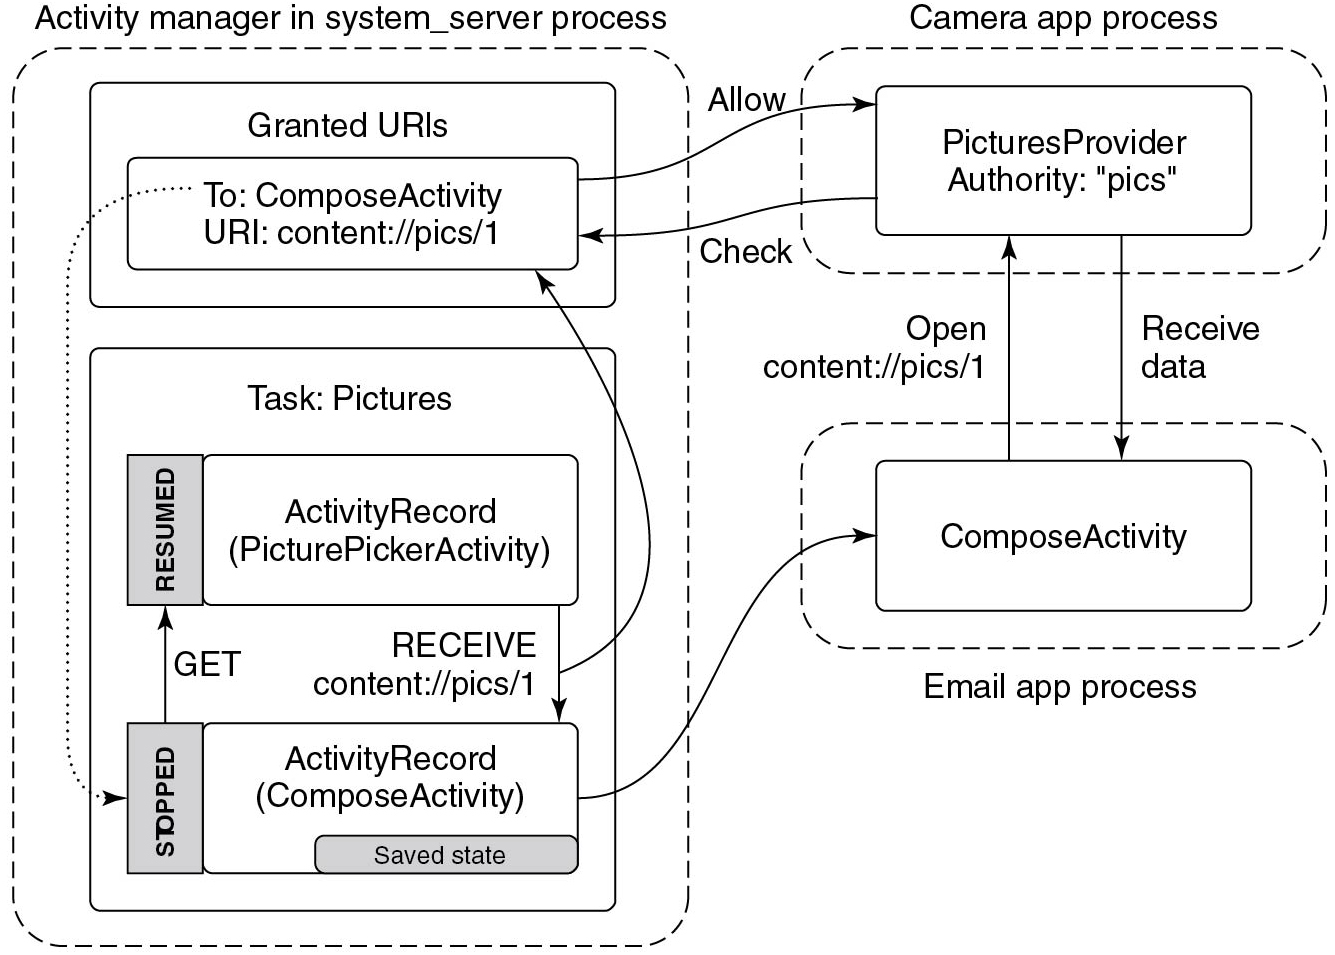 Activity manager in system_server process
Camera app process
Granted URIs
To: ComposeActivity
URI: content://pics/1
Allow
Check
PicturesProvider
Authority: "pics"
Open
content://pics/1
Receive
data
Task: Pictures
RESUMED
ActivityRecord
(PicturePickerActivity)
GET
RECEIVE
content://pics/1
STOPPED
ActivityRecord
(ComposeActivity)
Saved state
ComposeActivity
Email app process